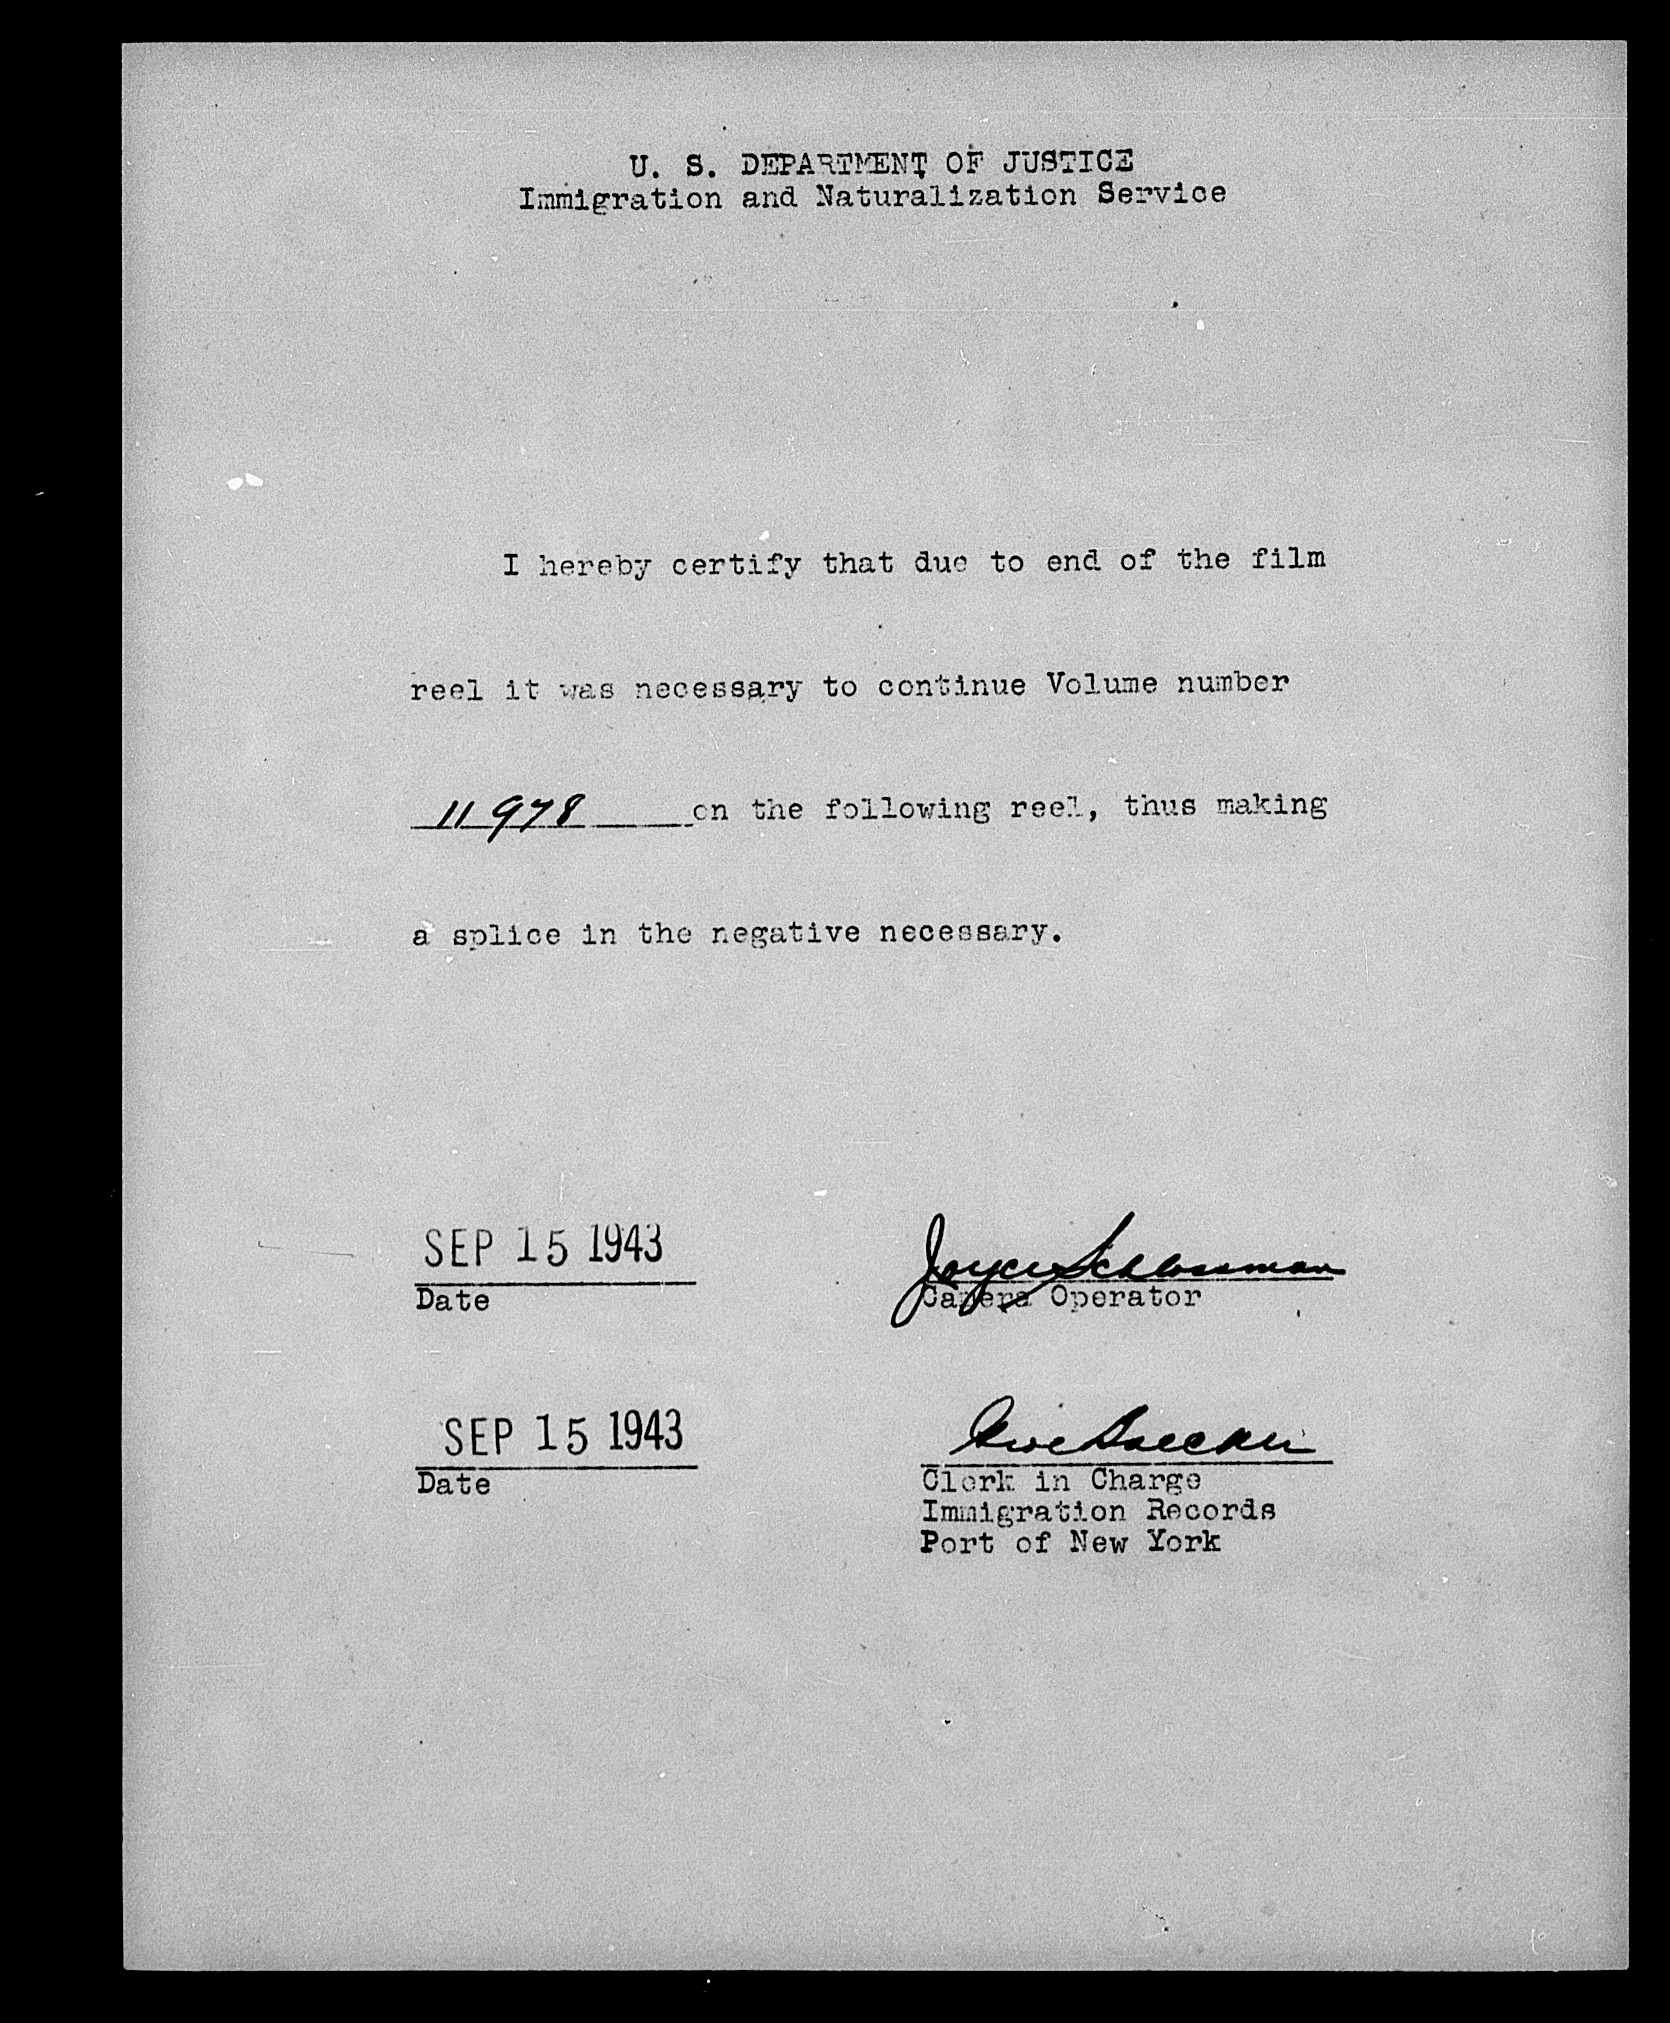 U. S. DEPARTMENT OF JUSTICE
Immigration and Naturalization Service
I hereby certify that due to end of the film
reel it was necessary to continue Volume number
11978 on the following reel, thus making
a splice in the negative necessary.
SEP 15 1943
Joyce Schlossman
Date
Camera Operator
SEP 15 1943
Date
Clerk in Charge
Immigration Records
Port of New York